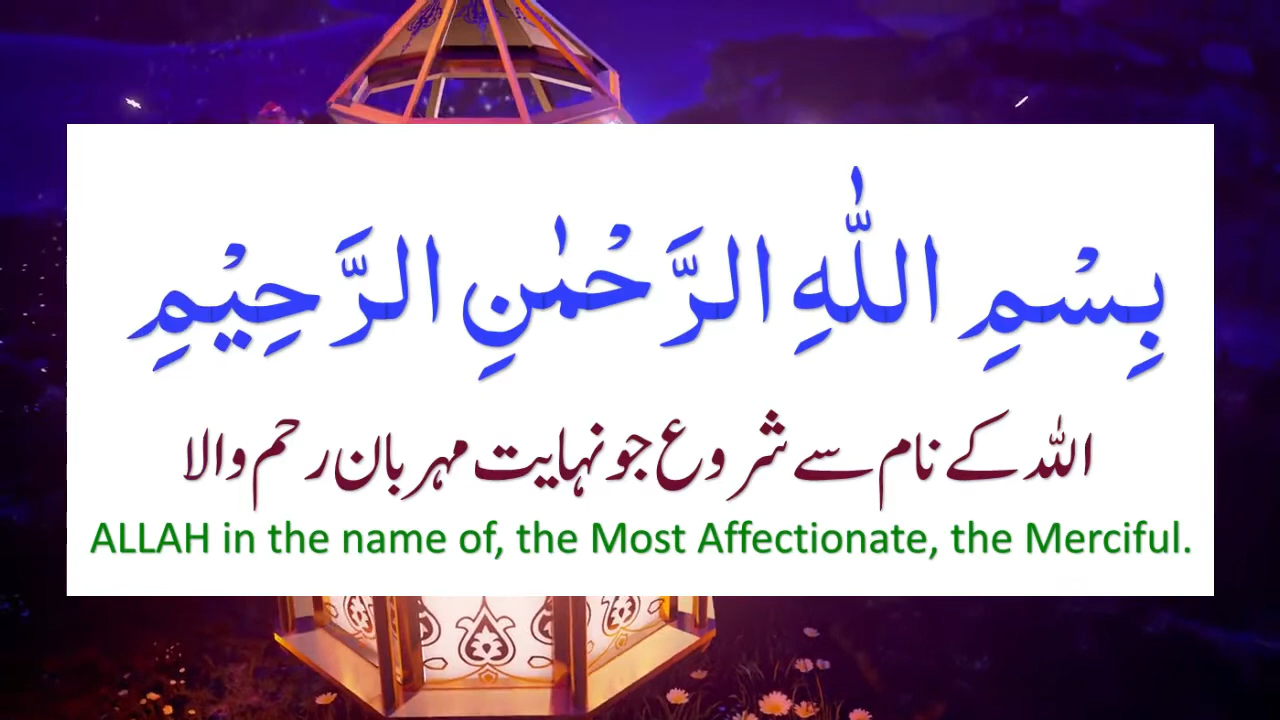 بِسْمِ اللّٰهِ الرَّحْمٰنِ الرَّحِيْمِ
اللہ کے نام سے شروع جو نہایت مہربان رحم والا
ALLAH in the name of, the Most Affectionate, the Merciful.